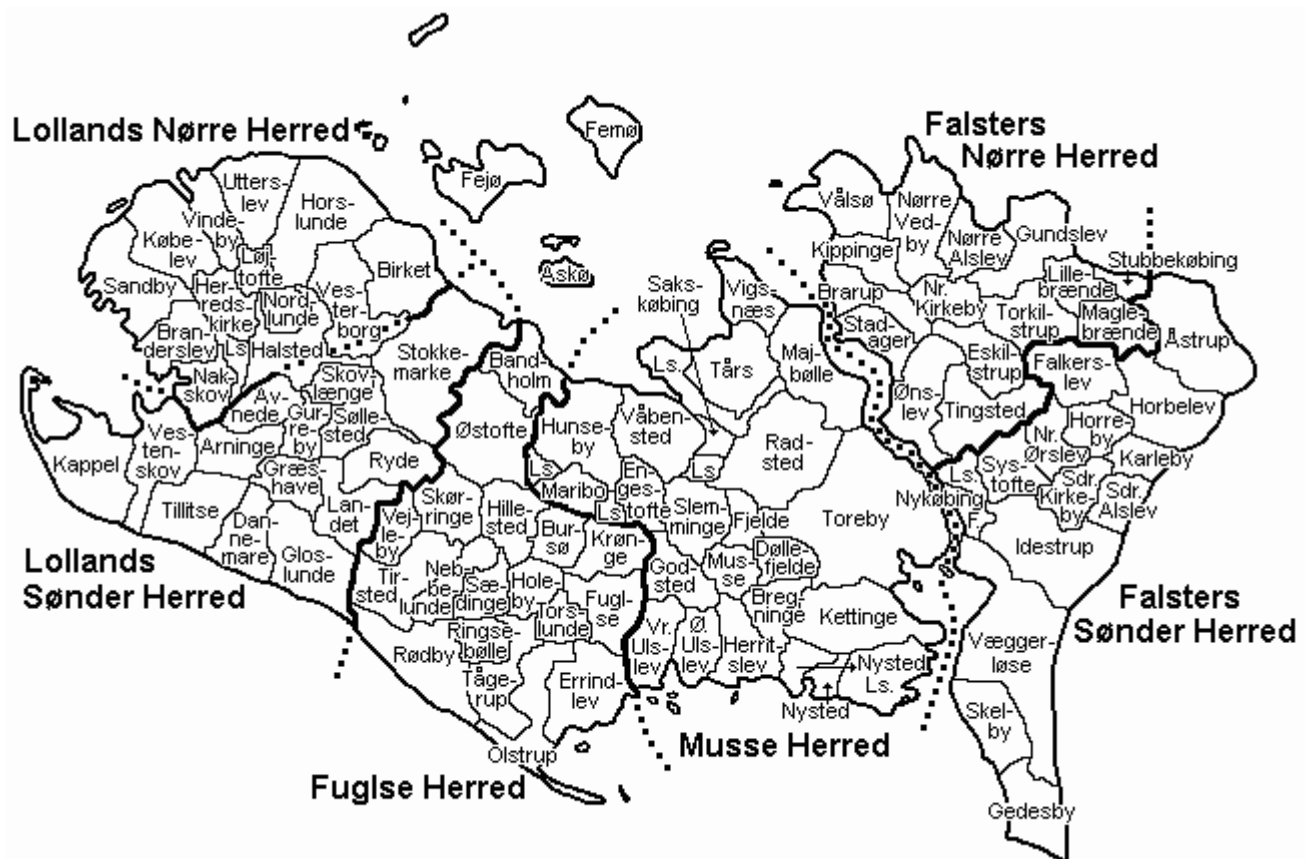 Lollands Nørre Herred
Falsters
Nørre Herred
Femø
Fejø
Askø
Utters-
lev
Hors-
lunde
Vinde-
by
Købe-
lev
Løj-
tofte
Birket
Sandby
Her-
reds-
kirke
Nord-
lunde
Ves-
ter-
borg
Bran-
derslev
Ls
Halsted
Nak-
skov
Stokke-
marke
Skov-
længe
Av-
nede
Gur-
re-
by
Sølle-
sted
Ves-
ten-
skov
Arninge
Kappel
Græs-
have
Ryde
Tillitse
Lan-
det
Dan-
ne-
mare
Glos-
lunde
Lollands
Sønder Herred
Band-
holm
Østofte
Skør-
ringe
Hille-
sted
Vej-
le-
by
Bur-
sø
Krøn-
ge
Tir-
sted
Neb-
be-
lunde
Sæ-
dinge
Hole-
by
Tors-
lunde
Fugl-
se
Ringse-
bølle
Rødby
Tåge-
rup
Errind-
lev
Olstrup
Fuglse Herred
Saks-
købing
Vigs-
næs
Ls.
Tårs
Maj-
bølle
Hunse-
by
Våben-
sted
Rad-
sted
Ls
Ls
Maribo
En-
ges-
tofte
Ls
Slem-
minge
Fjelde
Toreby
God-
sted
Mus-
se
Dølle-
fjelde
Breg-
ninge
Kettinge
Vr.
Uls-
lev
Ø.
Uls-
lev
Herrit-
slev
Nysted
Ls.
Nysted
Musse Herred
Vålsø
Nørre
Ved-
by
Nørre
Alslev
Gundslev
Stubbekøbing
Kippinge
Lille-
brænde
Brarup
Nr.
Kirkeby
Torkil-
strup
Magle-
brænde
Åstrup
Stad-
ager
Eskil-
strup
Falkers-
lev
Øns-
lev
Tingsted
Horbelev
Horre-
by
Nr.
Ørslev
Karleby
Ls.
Sys-
tofte
Sdr.
Kirke-
by
Sdr.
Alslev
Nykøbing
F.
Idestrup
Falsters
Sønder Herred
Vægger-
løse
Skel-
by
Gedesby